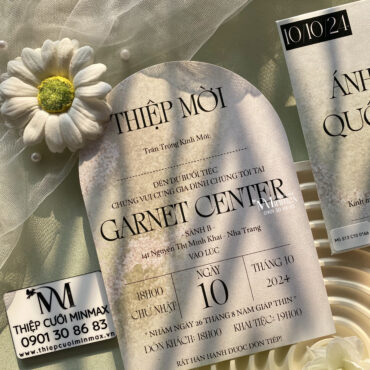 THIỆP MỜI
Trân Trọng Kính Mời:
ĐẾN DỰ BUỔI TIỆC
CHUNG VUI CÙNG GIA ĐÌNH CHÚNG TÔI TẠI
GARNET CENTER
SẢNH B
141 Nguyễn Thị Minh Khai - Nha Trang
VÀO LÚC
18H00
CHỦ NHẬT
NGÀY
10
THÁNG 10
2024
" NHẰM NGÀY 26 THÁNG 8 NĂM GIÁP THÌN "
ĐÓN KHÁCH: 18H00 KHAI TIỆC: 19H00
RẤT HÂN HẠNH ĐƯỢC ĐÓN TIẾP!
10/10/24
ÁNH
QUỐ
Kính m
M
THIỆP CƯỚI MINMAX
0901 30 86 83
www.thiepcuoiminmax.vn